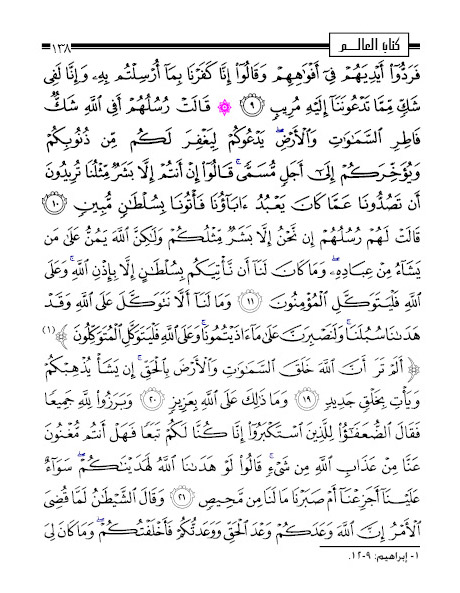 كتاب العالم ١٣٨
فَرَدُّوٓا۟ أَيْدِيَهُمْ فِىٓ أَفْوَٰهِهِمْ وَقَالُوٓا۟ إِنَّا كَفَرْنَا بِمَآ أُرْسِلْتُم بِهِۦ وَإِنَّا لَفِى
شَكٍّ مِّمَّا تَدْعُونَنَآ إِلَيْهِ مُرِيبٍ ٩ ۞ قَالَتْ رُسُلُهُمْ أَفِى ٱللَّهِ شَكٌّ
فَاطِرِ ٱلسَّمَٰوَٰتِ وَٱلْأَرْضِ ۖ يَدْعُوكُمْ لِيَغْفِرَ لَكُم مِّن ذُنُوبِكُمْ
وَيُؤَخِّرَكُمْ إِلَىٰٓ أَجَلٍ مُّسَمًّى ۚ قَالُوٓا۟ إِنْ أَنتُمْ إِلَّا بَشَرٌ مِّثْلُنَا تُرِيدُونَ
أَن تَصُدُّونَا عَمَّا كَانَ يَعْبُدُ ءَابَآؤُنَا فَأْتُونَا بِسُلْطَٰنٍ مُّبِينٍ ١٠
قَالَتْ لَهُمْ رُسُلُهُمْ إِن نَّحْنُ إِلَّا بَشَرٌ مِّثْلُكُمْ وَلَٰكِنَّ ٱللَّهَ يَمُنُّ عَلَىٰ مَن
يَشَآءُ مِنْ عِبَادِهِۦ ۖ وَمَا كَانَ لَنَآ أَن نَّأْتِيَكُم بِسُلْطَٰنٍ إِلَّا بِإِذْنِ ٱللَّهِ ۚ وَعَلَى
ٱللَّهِ فَلْيَتَوَكَّلِ ٱلْمُؤْمِنُونَ ١١ وَمَا لَنَآ أَلَّا نَتَوَكَّلَ عَلَى ٱللَّهِ وَقَدْ
هَدَىٰنَا سُبُلَنَا ۚ وَلَنَصْبِرَنَّ عَلَىٰ مَآ ءَاذَيْتُمُونَا ۚ وَعَلَى ٱللَّهِ فَلْيَتَوَكَّلِ ٱلْمُتَوَكِّلُونَ ﴾ (١)
﴿ أَلَمْ تَرَ أَنَّ ٱللَّهَ خَلَقَ ٱلسَّمَٰوَٰتِ وَٱلْأَرْضَ بِٱلْحَقِّ ۚ إِن يَشَأْ يُذْهِبْكُمْ
وَيَأْتِ بِخَلْقٍ جَدِيدٍ ١٩ وَمَا ذَٰلِكَ عَلَى ٱللَّهِ بِعَزِيزٍ ٢٠ وَبَرَزُوا۟ لِلَّهِ جَمِيعًا
فَقَالَ ٱلضُّعَفَٰٓؤُا۟ لِلَّذِينَ ٱسْتَكْبَرُوٓا۟ إِنَّا كُنَّا لَكُمْ تَبَعًا فَهَلْ أَنتُم مُّغْنُونَ
عَنَّا مِنْ عَذَابِ ٱللَّهِ مِن شَىْءٍ ۚ قَالُوا۟ لَوْ هَدَىٰنَا ٱللَّهُ لَهَدَيْنَٰكُمْ ۖ سَوَآءٌ
عَلَيْنَآ أَجَزِعْنَآ أَمْ صَبَرْنَا مَا لَنَا مِن مَّحِيصٍ ٢١ وَقَالَ ٱلشَّيْطَٰنُ لَمَّا قُضِىَ
ٱلْأَمْرُ إِنَّ ٱللَّهَ وَعَدَكُمْ وَعْدَ ٱلْحَقِّ وَوَعَدتُّكُمْ فَأَخْلَفْتُكُمْ ۖ وَمَا كَانَ لِىَ
١- إبراهيم: ٩-١٢.